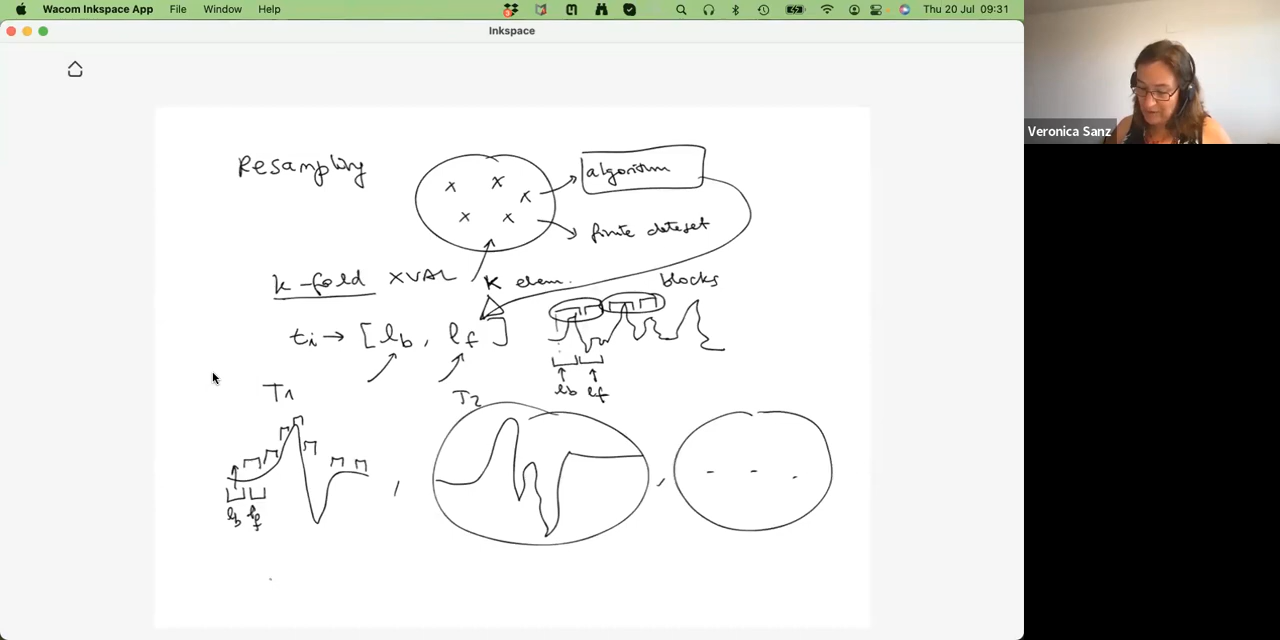 Wacom Inkspace App File Window Help Thu 20 Jul 09:31
Inkspace
Veronica Sanz
Resampling
algorithm
finite dataset
k-fold XVAL K elem. blocks
ti → [lb, lf]
lb lf
T1 T2
lb lf